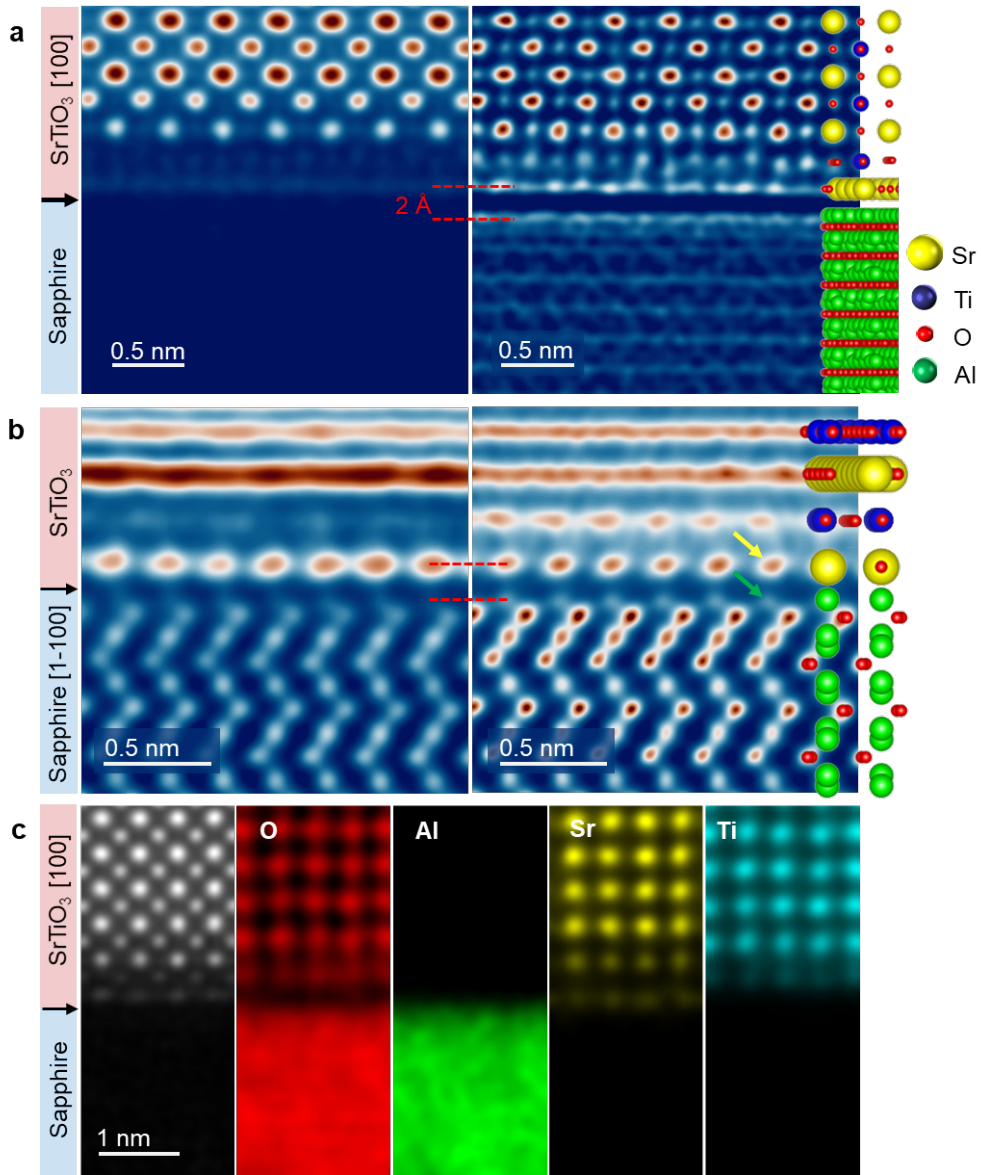 a
SrTiO3 [100]
Sapphire
2 Å
0.5 nm
0.5 nm
Sr
Ti
O
Al
b
SrTiO3
Sapphire [1-100]
0.5 nm
0.5 nm
c
SrTiO3 [100]
Sapphire
O
Al
Sr
Ti
1 nm